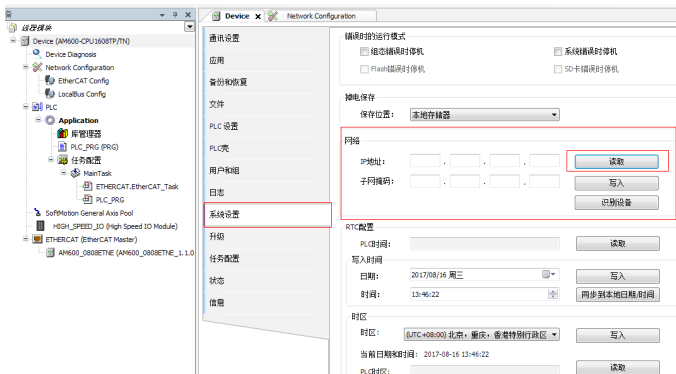 备
远程模块
Device (AM600-CPU1608TP/TN)
Device Diagnosis
Network Configuration
EtherCAT Config
LocalBus Config
PLC
Application
库管理器
PLC_PRG (PRG)
任务配置
MainTask
ETHERCAT.EtherCAT_Task
PLC_PRG
SoftMotion General Axis Pool
HIGH_SPEED_IO (High Speed IO Module)
ETHERCAT (EtherCAT Master)
AM600_0808ETNE (AM600_0808ETNE_1.1.0
Device
Network Configuration
通讯设置
应用
备份和恢复
文件
PLC 设置
PLC壳
用户和组
日志
系统设置
升级
任务配置
状态
信息
错误时的运行模式
组态错误时停机
系统错误时停机
Flash错误时停机
SD卡错误时停机
掉电保存
保存位置: 本地存储器
网络
IP地址: . . . 读取
子网掩码: . . . 写入
识别设备
RTC配置
PLC时间: 读取
写入时间
日期: 2017/08/16 周三 写入
时间: 13:46:22 同步到本地日期/时间
时区
时区: (UTC+08:00) 北京，重庆，香港特别行政区 写入
当前日期和时间: 2017-08-16 13:46:22
PLC时区: 读取